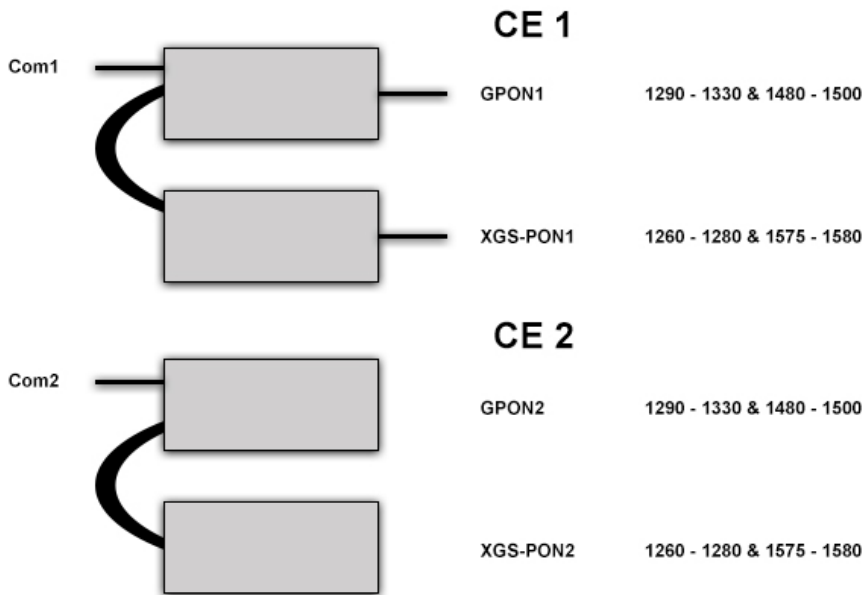 CE 1
Com1
GPON1 1290 - 1330 & 1480 - 1500
XGS-PON1 1260 - 1280 & 1575 - 1580
CE 2
Com2
GPON2 1290 - 1330 & 1480 - 1500
XGS-PON2 1260 - 1280 & 1575 - 1580